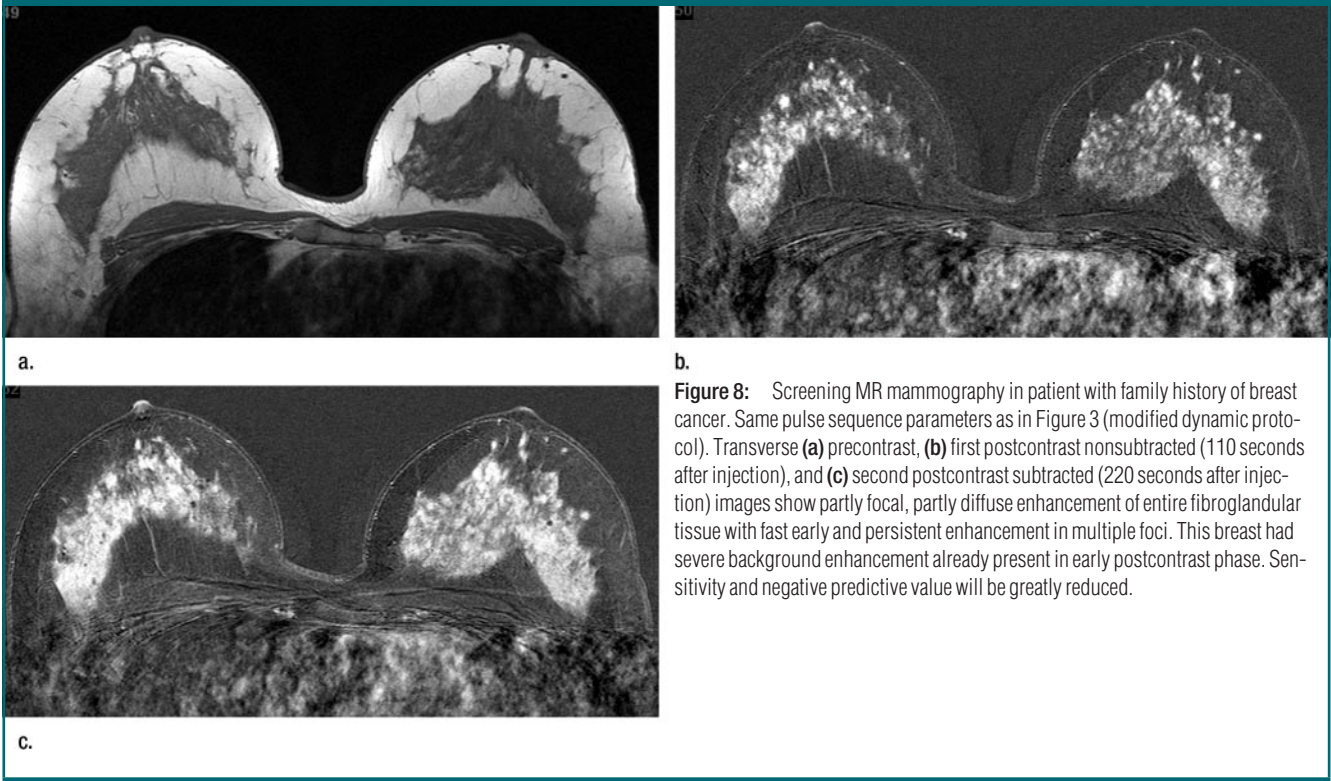 49
50
a.
b.
Figure 8: Screening MR mammography in patient with family history of breast
cancer. Same pulse sequence parameters as in Figure 3 (modified dynamic proto-
col). Transverse (a) precontrast, (b) first postcontrast nonsubtracted (110 seconds
after injection), and (c) second postcontrast subtracted (220 seconds after injec-
tion) images show partly focal, partly diffuse enhancement of entire fibroglandular
tissue with fast early and persistent enhancement in multiple foci. This breast had
severe background enhancement already present in early postcontrast phase. Sen-
sitivity and negative predictive value will be greatly reduced.
c.